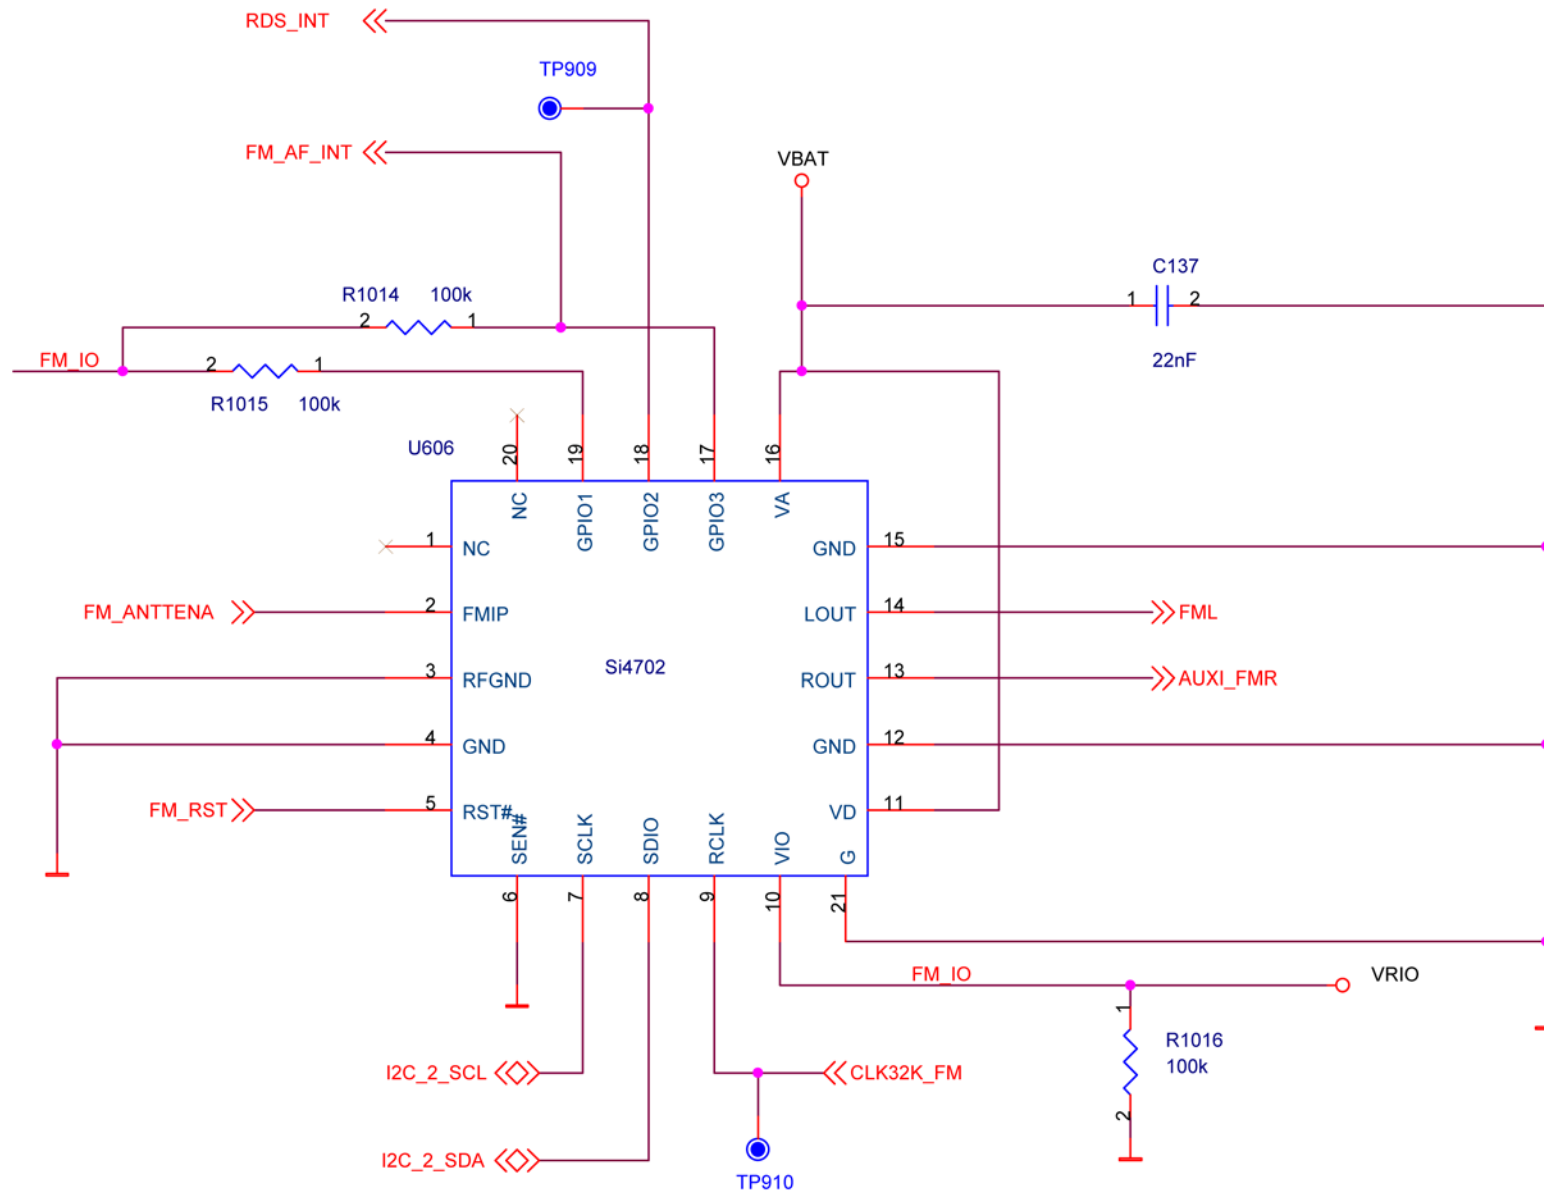 RDS_INT
TP909
FM_AF_INT
VBAT
C137
1 2
22nF
R1014 100k
2 1
FM_IO
2 1
R1015 100k
U606
20 19 18 17 16
NC GPIO1 GPIO2 GPIO3 VA
1 NC
GND 15
FM_ANTTENA
2 FMIP
LOUT 14
FML
Si4702
3 RFGND
ROUT 13
AUXI_FMR
4 GND
GND 12
FM_RST
5 RST#
VD 11
SEN# SCLK SDIO RCLK VIO G
6 7 8 9 10 21
FM_IO
VRIO
1
R1016
100k
2
I2C_2_SCL
CLK32K_FM
I2C_2_SDA
TP910